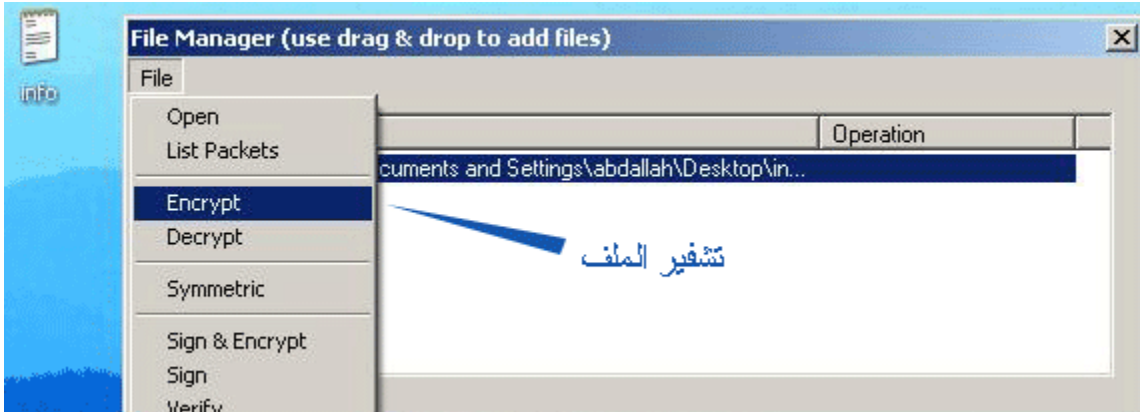 File Manager (use drag & drop to add files)
info
File
Open
List Packets
Operation
cuments and Settings\abdallah\Desktop\in...
Encrypt
Decrypt
تشفير الملف
Symmetric
Sign & Encrypt
Sign
Verify